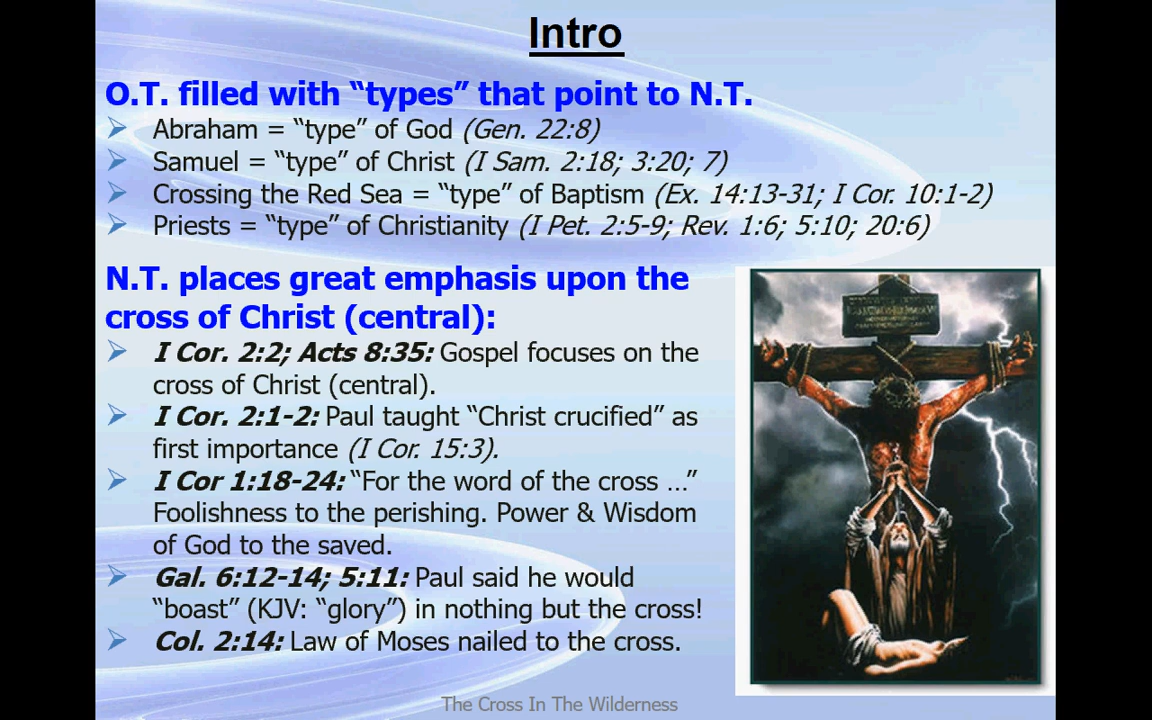 Intro
O.T. filled with “types” that point to N.T.
Abraham = “type” of God (Gen. 22:8)
Samuel = “type” of Christ (I Sam. 2:18; 3:20; 7)
Crossing the Red Sea = “type” of Baptism (Ex. 14:13-31; I Cor. 10:1-2)
Priests = “type” of Christianity (I Pet. 2:5-9; Rev. 1:6; 5:10; 20:6)
N.T. places great emphasis upon the
cross of Christ (central):
I Cor. 2:2; Acts 8:35: Gospel focuses on the
cross of Christ (central).
I Cor. 2:1-2: Paul taught “Christ crucified” as
first importance (I Cor. 15:3).
I Cor 1:18-24: “For the word of the cross …”
Foolishness to the perishing. Power & Wisdom
of God to the saved.
Gal. 6:12-14; 5:11: Paul said he would
“boast” (KJV: “glory”) in nothing but the cross!
Col. 2:14: Law of Moses nailed to the cross.
The Cross In The Wilderness